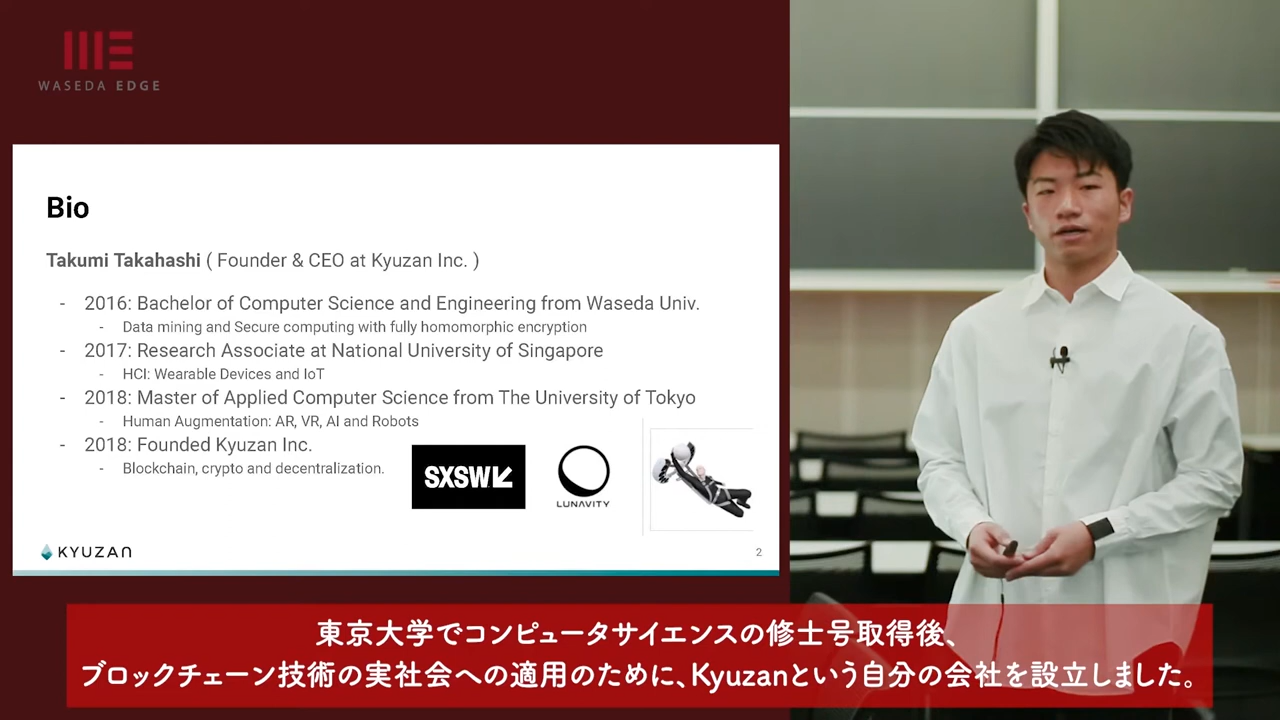 WASEDA EDGE
Bio
Takumi Takahashi ( Founder & CEO at Kyuzan Inc. )
- 2016: Bachelor of Computer Science and Engineering from Waseda Univ.
- Data mining and Secure computing with fully homomorphic encryption
- 2017: Research Associate at National University of Singapore
- HCI: Wearable Devices and IoT
- 2018: Master of Applied Computer Science from The University of Tokyo
- Human Augmentation: AR, VR, AI and Robots
- 2018: Founded Kyuzan Inc.
- Blockchain, crypto and decentralization.
SXSW
LUNAVITY
KYUZAN
2
東京大学でコンピュータサイエンスの修士号取得後、
ブロックチェーン技術の実社会への適用のために、Kyuzanという自分の会社を設立しました。